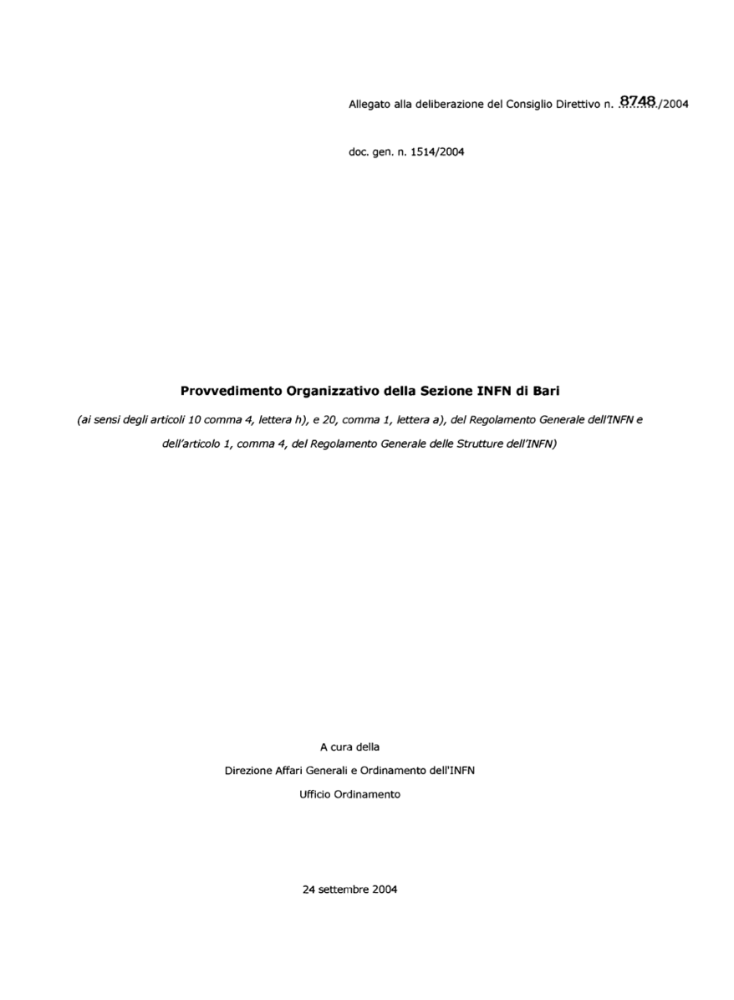 Allegato alla deliberazione del Consiglio Direttivo n. 8748./2004
doc. gen. n. 1514/2004
Provvedimento Organizzativo della Sezione INFN di Bari
(ai sensi degli articoli 10 comma 4, lettera h), e 20, comma 1, lettera a), del Regolamento Generale dell'INFN e
dell'articolo 1, comma 4, del Regolamento Generale delle Strutture dell'INFN)
A cura della
Direzione Affari Generali e Ordinamento dell'INFN
Ufficio Ordinamento
24 settembre 2004